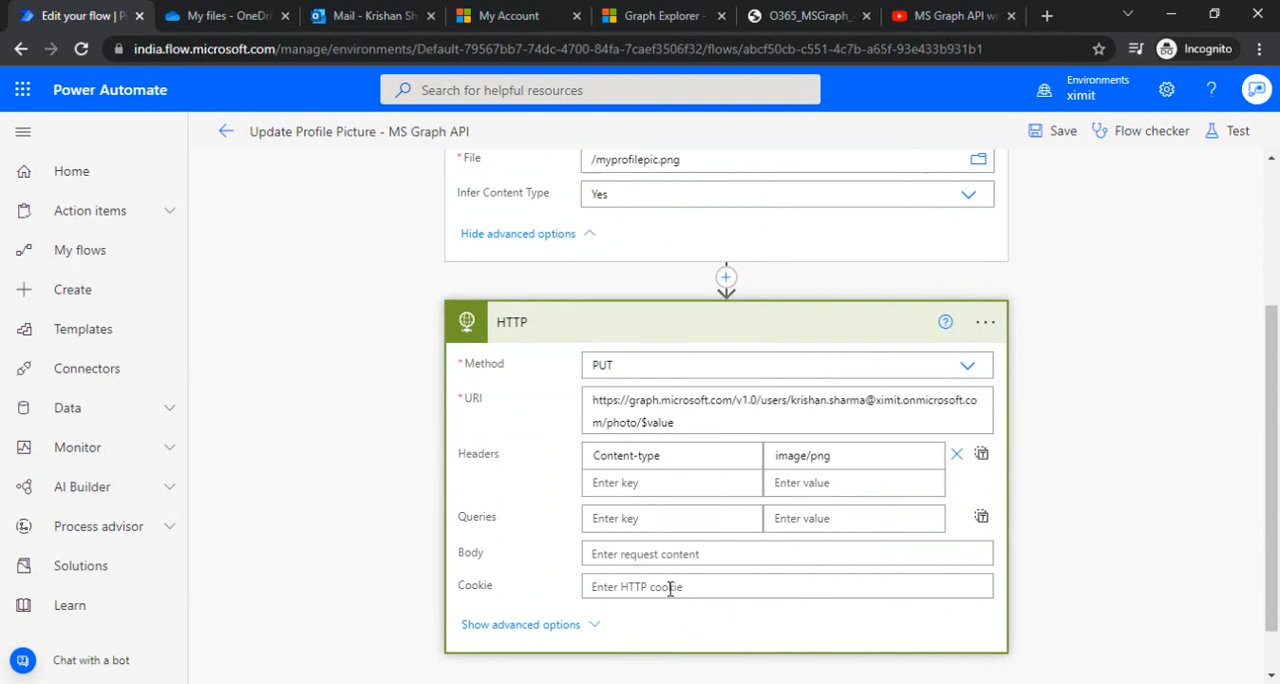 Edit your flow | P
My files - OneDr
Mail - Krishan Sh
My Account
Graph Explorer -
O365_MSGraph_
MS Graph API wi
india.flow.microsoft.com/manage/environments/Default-79567bb7-74dc-4700-84fa-7caef3506f32/flows/abcf50cb-c551-4c7b-a65f-93e433b931b1
Incognito
Power Automate
Search for helpful resources
Environments
ximit
Update Profile Picture - MS Graph API
Save
Flow checker
Test
Home
Action items
My flows
Create
Templates
Connectors
Data
Monitor
AI Builder
Process advisor
Solutions
Learn
Chat with a bot
* File
/myprofilepic.png
Infer Content Type
Yes
Hide advanced options
HTTP
* Method
PUT
* URI
https://graph.microsoft.com/v1.0/users/krishan.sharma@ximit.onmicrosoft.co
m/photo/$value
Headers
Content-type
image/png
Enter key
Enter value
Queries
Enter key
Enter value
Body
Enter request content
Cookie
Enter HTTP cookie
Show advanced options